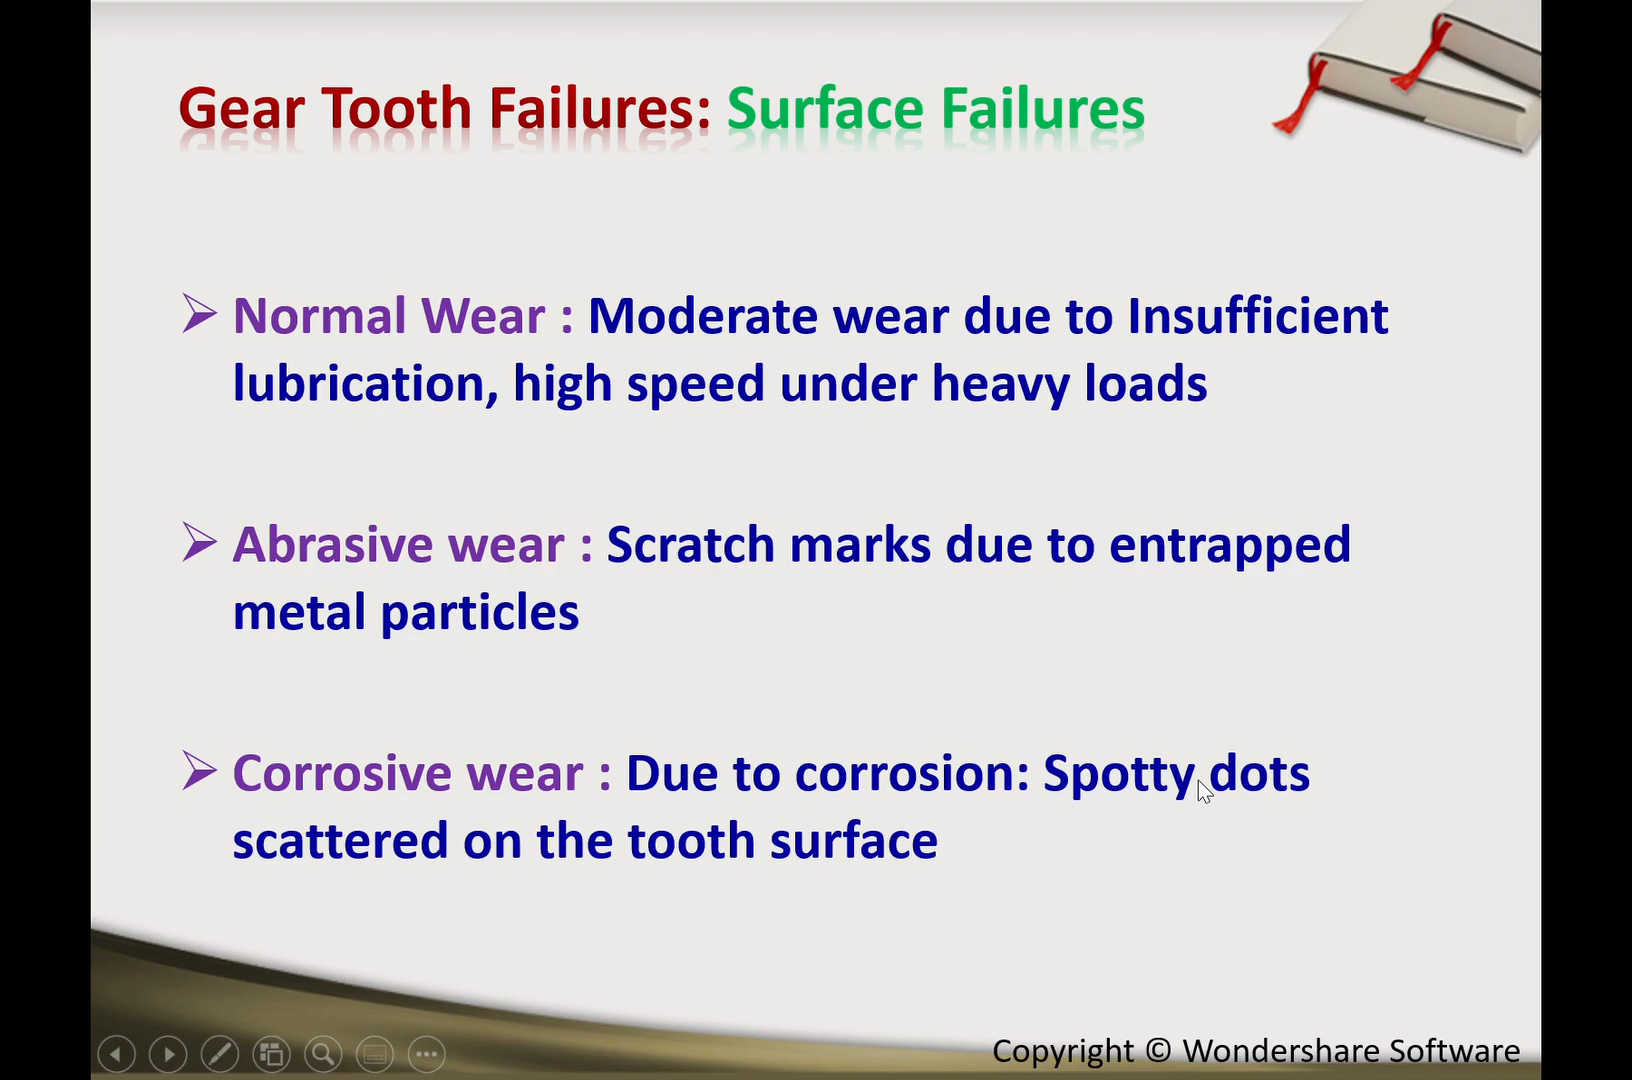 Gear Tooth Failures: Surface Failures
Normal Wear : Moderate wear due to Insufficient
lubrication, high speed under heavy loads
Abrasive wear : Scratch marks due to entrapped
metal particles
Corrosive wear : Due to corrosion: Spotty dots
scattered on the tooth surface
Copyright © Wondershare Software